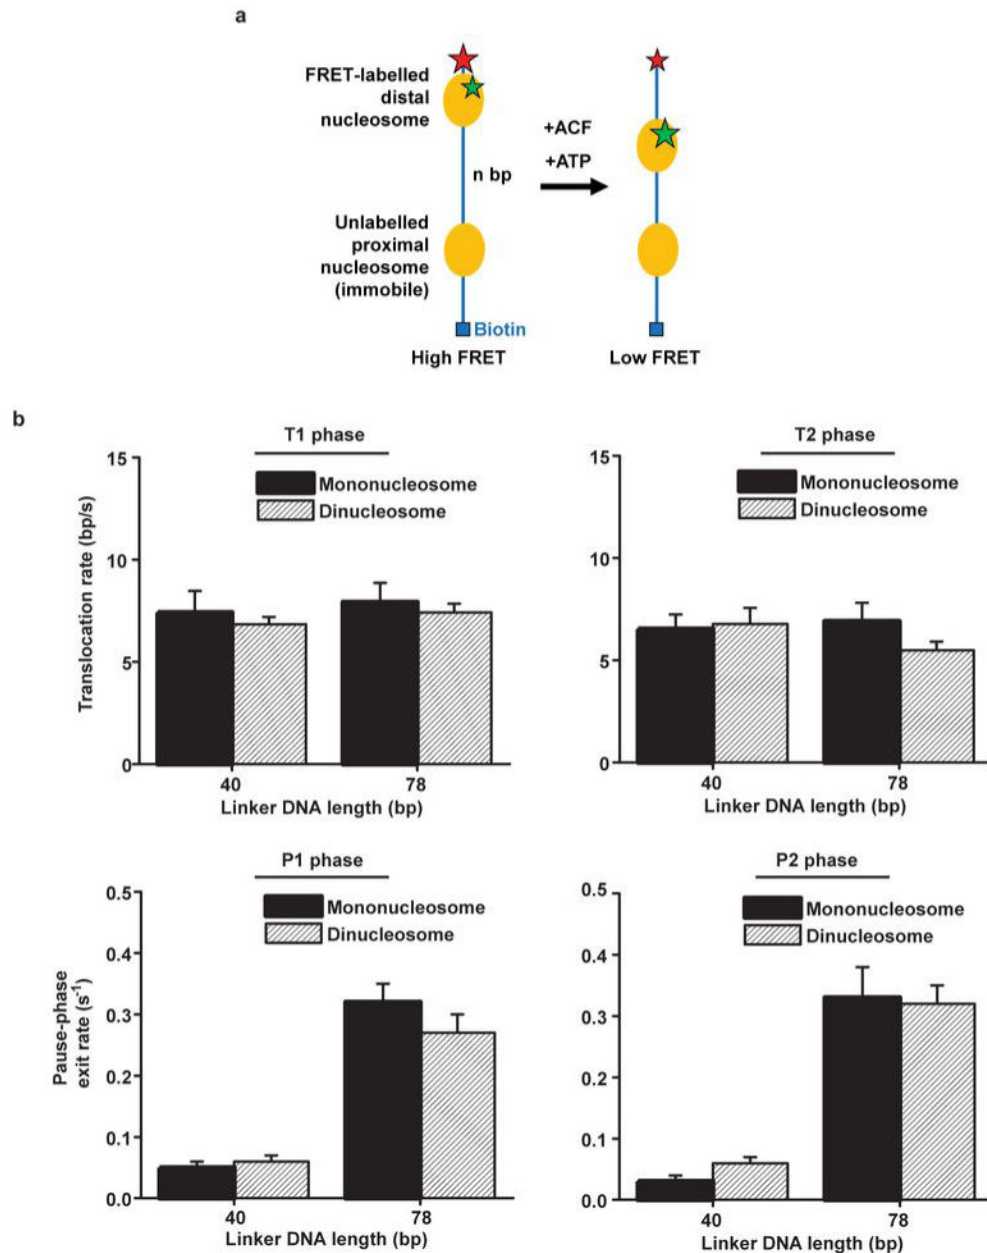 a
FRET-labelled
distal
nucleosome
+ACF
+ATP
n bp
Unlabelled
proximal
nucleosome
(immobile)
Biotin
High FRET
Low FRET
b
T1 phase
Mononucleosome
Dinucleosome
15
10
5
0
Translocation rate (bp/s)
40
78
Linker DNA length (bp)
T2 phase
Mononucleosome
Dinucleosome
15
10
5
0
40
78
Linker DNA length (bp)
P1 phase
Mononucleosome
Dinucleosome
0.5
0.4
0.3
0.2
0.1
0.0
Pause-phase
exit rate (s-1)
40
78
Linker DNA length (bp)
P2 phase
Mononucleosome
Dinucleosome
0.5
0.4
0.3
0.2
0.1
0.0
40
78
Linker DNA length (bp)